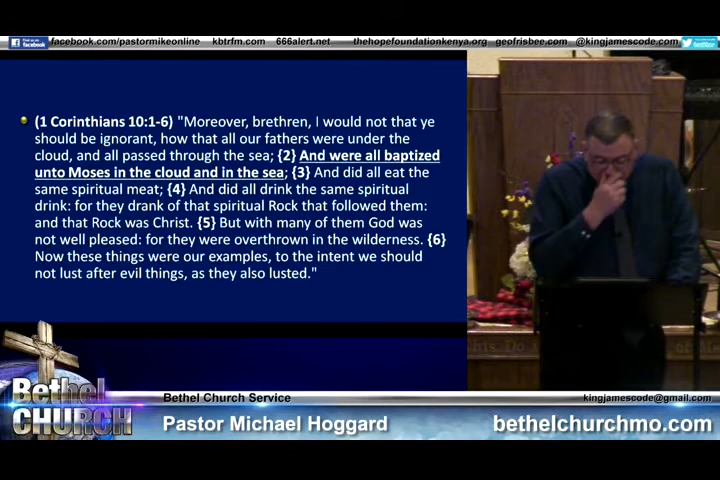 Find us on facebook facebook.com/pastormikeonline kbtrfm.com 666alert.net thehopefoundationkenya.org geofrisbee.com @kingjamescode.com twitter
(1 Corinthians 10:1-6) "Moreover, brethren, I would not that ye
should be ignorant, how that all our fathers were under the
cloud, and all passed through the sea; {2} And were all baptized
unto Moses in the cloud and in the sea; {3} And did all eat the
same spiritual meat; {4} And did all drink the same spiritual
drink: for they drank of that spiritual Rock that followed them:
and that Rock was Christ. {5} But with many of them God was
not well pleased: for they were overthrown in the wilderness. {6}
Now these things were our examples, to the intent we should
not lust after evil things, as they also lusted."
Bethel
CHURCH
Bethel Church Service kingjamescode@gmail.com
Pastor Michael Hoggard bethelchurchmo.com